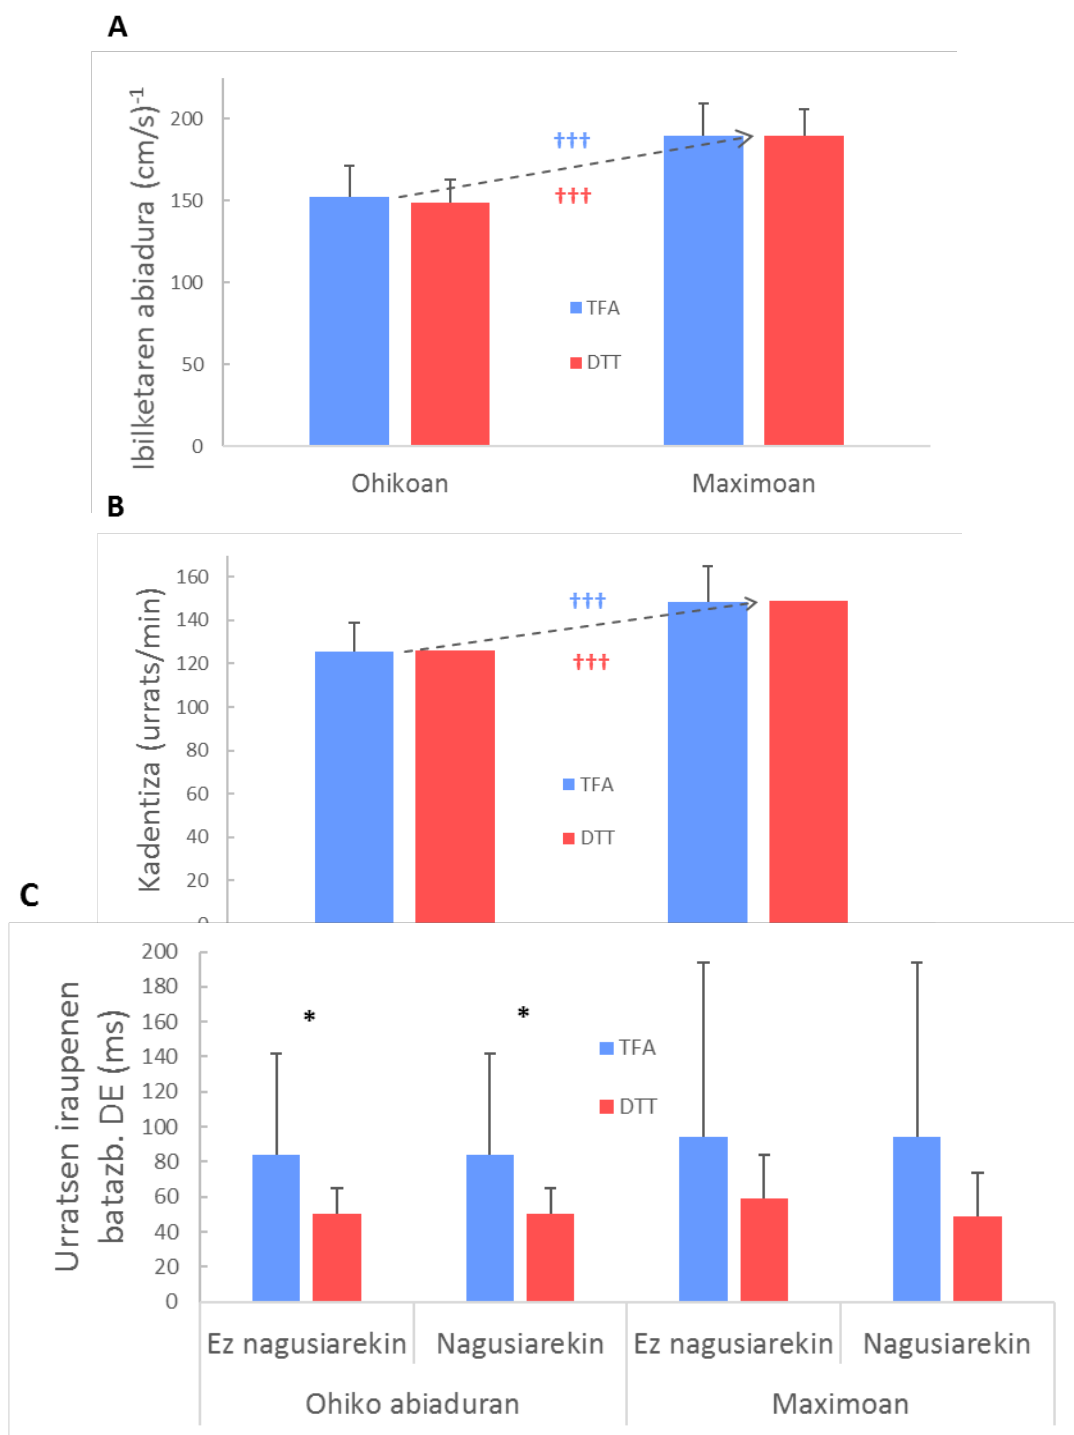 A
Ibilketaren abiadura (cm/s)-1
200
150
100
50
0
†††
†††
TFA
DTT
Ohikoan
Maximoan
B
Kadentiza (urrats/min)
160
140
120
100
80
60
40
20
†††
†††
TFA
DTT
C
Urratsen iraupenen
batazb. DE (ms)
200
180
160
140
120
100
80
60
40
20
0
*
*
TFA
DTT
Ez nagusiarekin
Nagusiarekin
Ez nagusiarekin
Nagusiarekin
Ohiko abiaduran
Maximoan